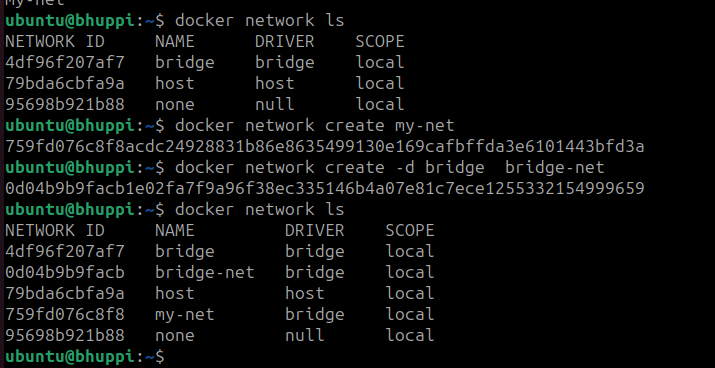 My-net
ubuntu@bhuppi:~$ docker network ls
NETWORK ID     NAME      DRIVER    SCOPE
4df96f207af7   bridge    bridge    local
79bda6cbfa9a   host      host      local
95698b921b88   none      null      local
ubuntu@bhuppi:~$ docker network create my-net
759fd076c8f8acdc24928831b86e8635499130e169cafbffda3e6101443bfd3a
ubuntu@bhuppi:~$ docker network create -d bridge  bridge-net
0d04b9b9facb1e02fa7f9a96f38ec335146b4a07e81c7ece1255332154999659
ubuntu@bhuppi:~$ docker network ls
NETWORK ID     NAME         DRIVER    SCOPE
4df96f207af7   bridge       bridge    local
0d04b9b9facb   bridge-net   bridge    local
79bda6cbfa9a   host         host      local
759fd076c8f8   my-net       bridge    local
95698b921b88   none         null      local
ubuntu@bhuppi:~$